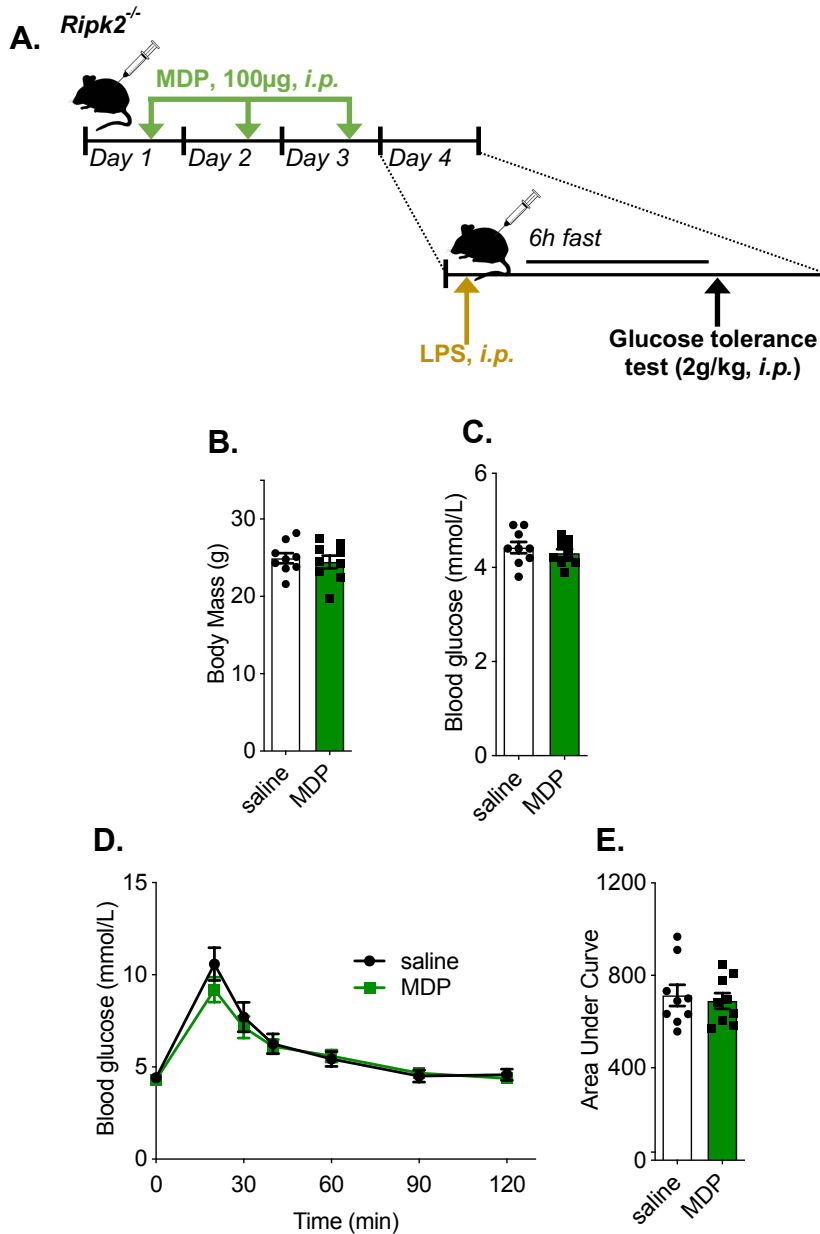 Ripk2-/-
A.
MDP, 100µg, i.p.
Day 1 Day 2 Day 3 Day 4
6h fast
LPS, i.p.
Glucose tolerance
test (2g/kg, i.p.)
B.
Body Mass (g)
30
20
10
0
saline
MDP
C.
Blood glucose (mmol/L)
6
4
2
0
saline
MDP
D.
Blood glucose (mmol/L)
15
10
5
0
saline
MDP
0 30 60 90 120
Time (min)
E.
Area Under Curve
1200
800
400
0
saline
MDP